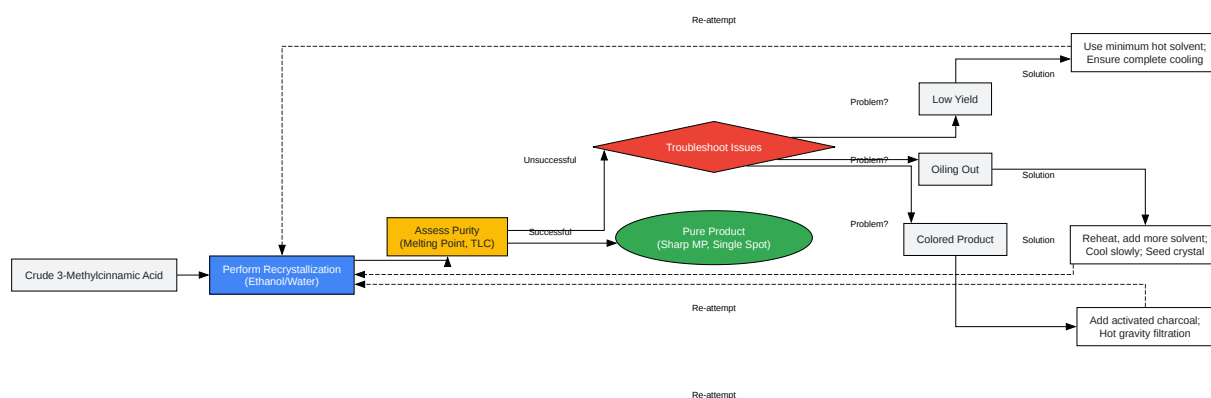 Re-attempt
Use minimum hot solvent;
Ensure complete cooling
Solution
Low Yield
Problem?
Troubleshoot Issues
Unsuccessful
Problem?
Oiling Out
Solution
Problem?
Assess Purity
(Melting Point, TLC)
Successful
Pure Product
(Sharp MP, Single Spot)
Colored Product
Solution
Reheat, add more solvent;
Cool slowly; Seed crystal
Crude 3-Methylcinnamic Acid
Perform Recrystallization
(Ethanol/Water)
Re-attempt
Add activated charcoal;
Hot gravity filtration
Re-attempt